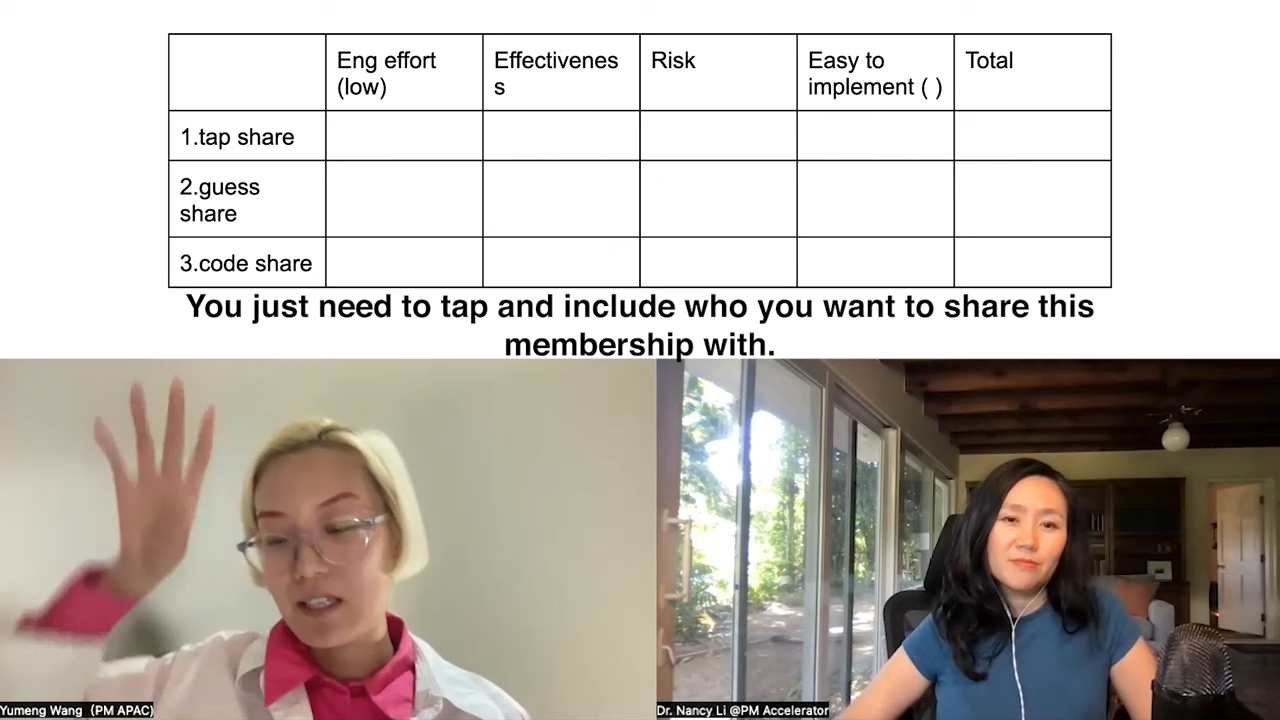 Eng effort (low)
Effectiveness
Risk
Easy to implement ( )
Total
1.tap share
2.guess share
3.code share
You just need to tap and include who you want to share this
membership with.
Yumeng Wang（PM APAC)
Dr. Nancy Li @PM Accelerator